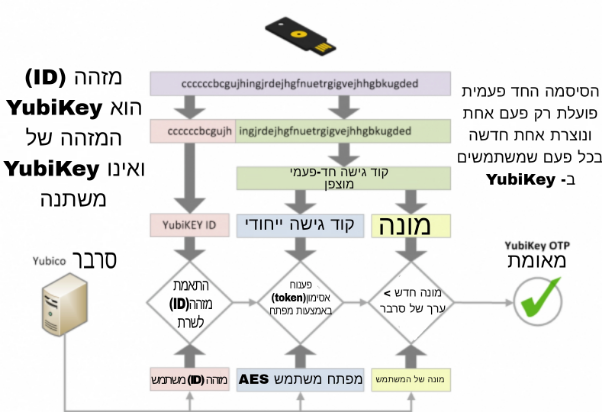 מזהה (ID)
הוא YubiKey
המזהה של
YubiKey ואינו
משתנה
ccccccbcgujhingjrdejhgfnuetrgigvejhhgbkugded
ccccccbcgujh
ingjrdejhgfnuetrgigvejhhgbkugded
הסיסמה החד פעמית
פועלת רק פעם אחת
ונוצרת אחת חדשה
בכל פעם שמשתמשים
ב- YubiKey
קוד גישה חד-פעמי
מוצפן
YubiKEY ID
קוד גישה ייחודי
מונה
Yubico סרבר
התאמת
מזהה(ID)
לשרת
פענוח
אסימון(token)
באמצעות מפתח
מונה חדש >
ערך של סרבר
YubiKey OTP
מאומת
מזהה (ID) משתמש
מפתח משתמש AES
מונה של המשתמש